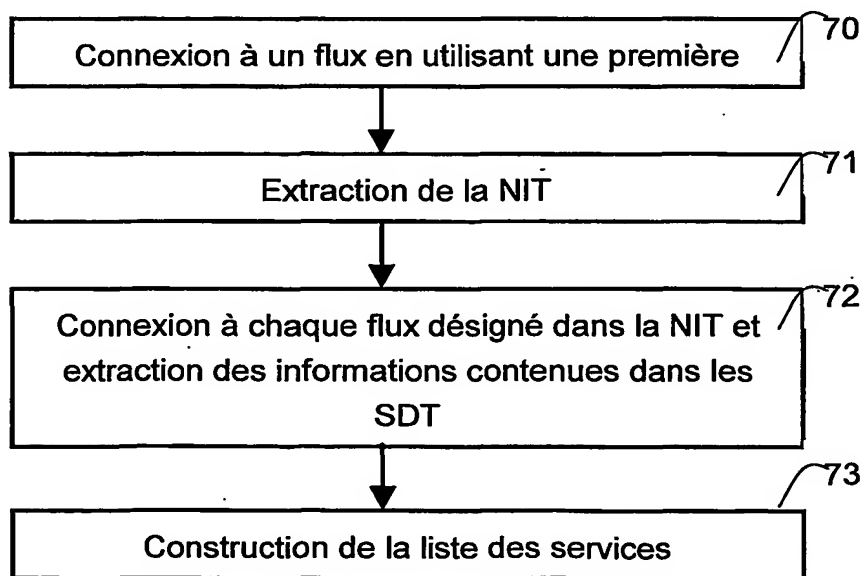 70
Connexion à un flux en utilisant une première
71
Extraction de la NIT
72
Connexion à chaque flux désigné dans la NIT et
extraction des informations contenues dans les
SDT
73
Construction de la liste des services